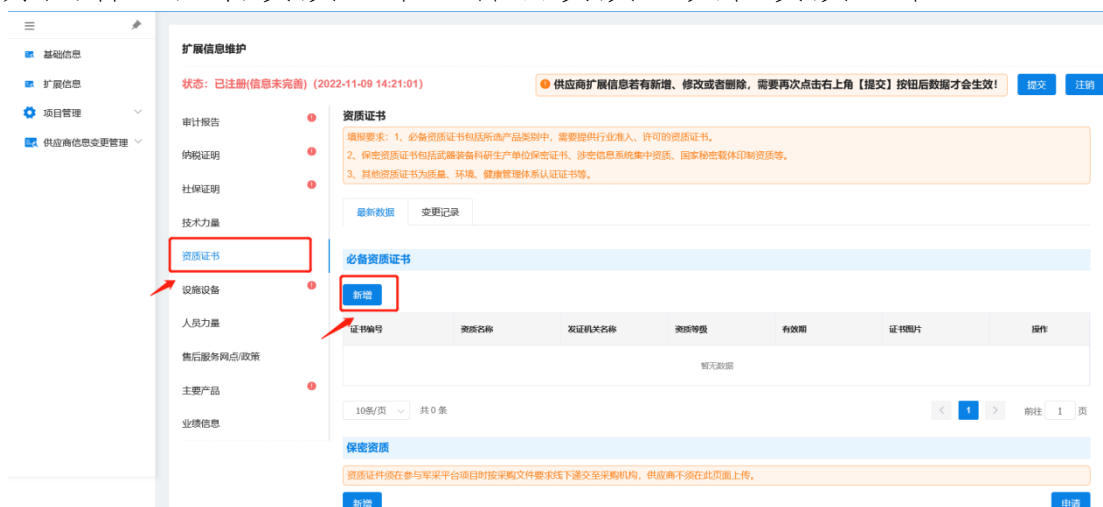 基础信息
扩展信息
项目管理
供应商信息变更管理
扩展信息维护
状态：已注册(信息未完善) (2022-11-09 14:21:01)
供应商扩展信息若有新增、修改或者删除，需要再次点击右上角【提交】按钮后数据才会生效!
提交
注销
审计报告
纳税证明
社保证明
技术力量
资质证书
设施设备
人员力量
售后服务网点/政策
主要产品
业绩信息
资质证书
填报要求：1、必备资质证书包括所选产品类别中，需要提供行业准入、许可的资质证书。
2、保密资质证书包括武器装备科研生产单位保密证书、涉密信息系统集中资质、国家秘密载体印制资质等。
3、其他资质证书为质量、环境、健康管理体系认证证书等。
最新数据 变更记录
必备资质证书
新增
证书编号 资质名称 发证机关名称 资质等级 有效期 证书图片 操作
暂无数据
10条/页 共 0 条 < 1 > 前往 1 页
保密资质
资质证件须在参与军采平台项目时按采购文件要求线下递交至采购机构，供应商不须在此页面上传。
新增 申请